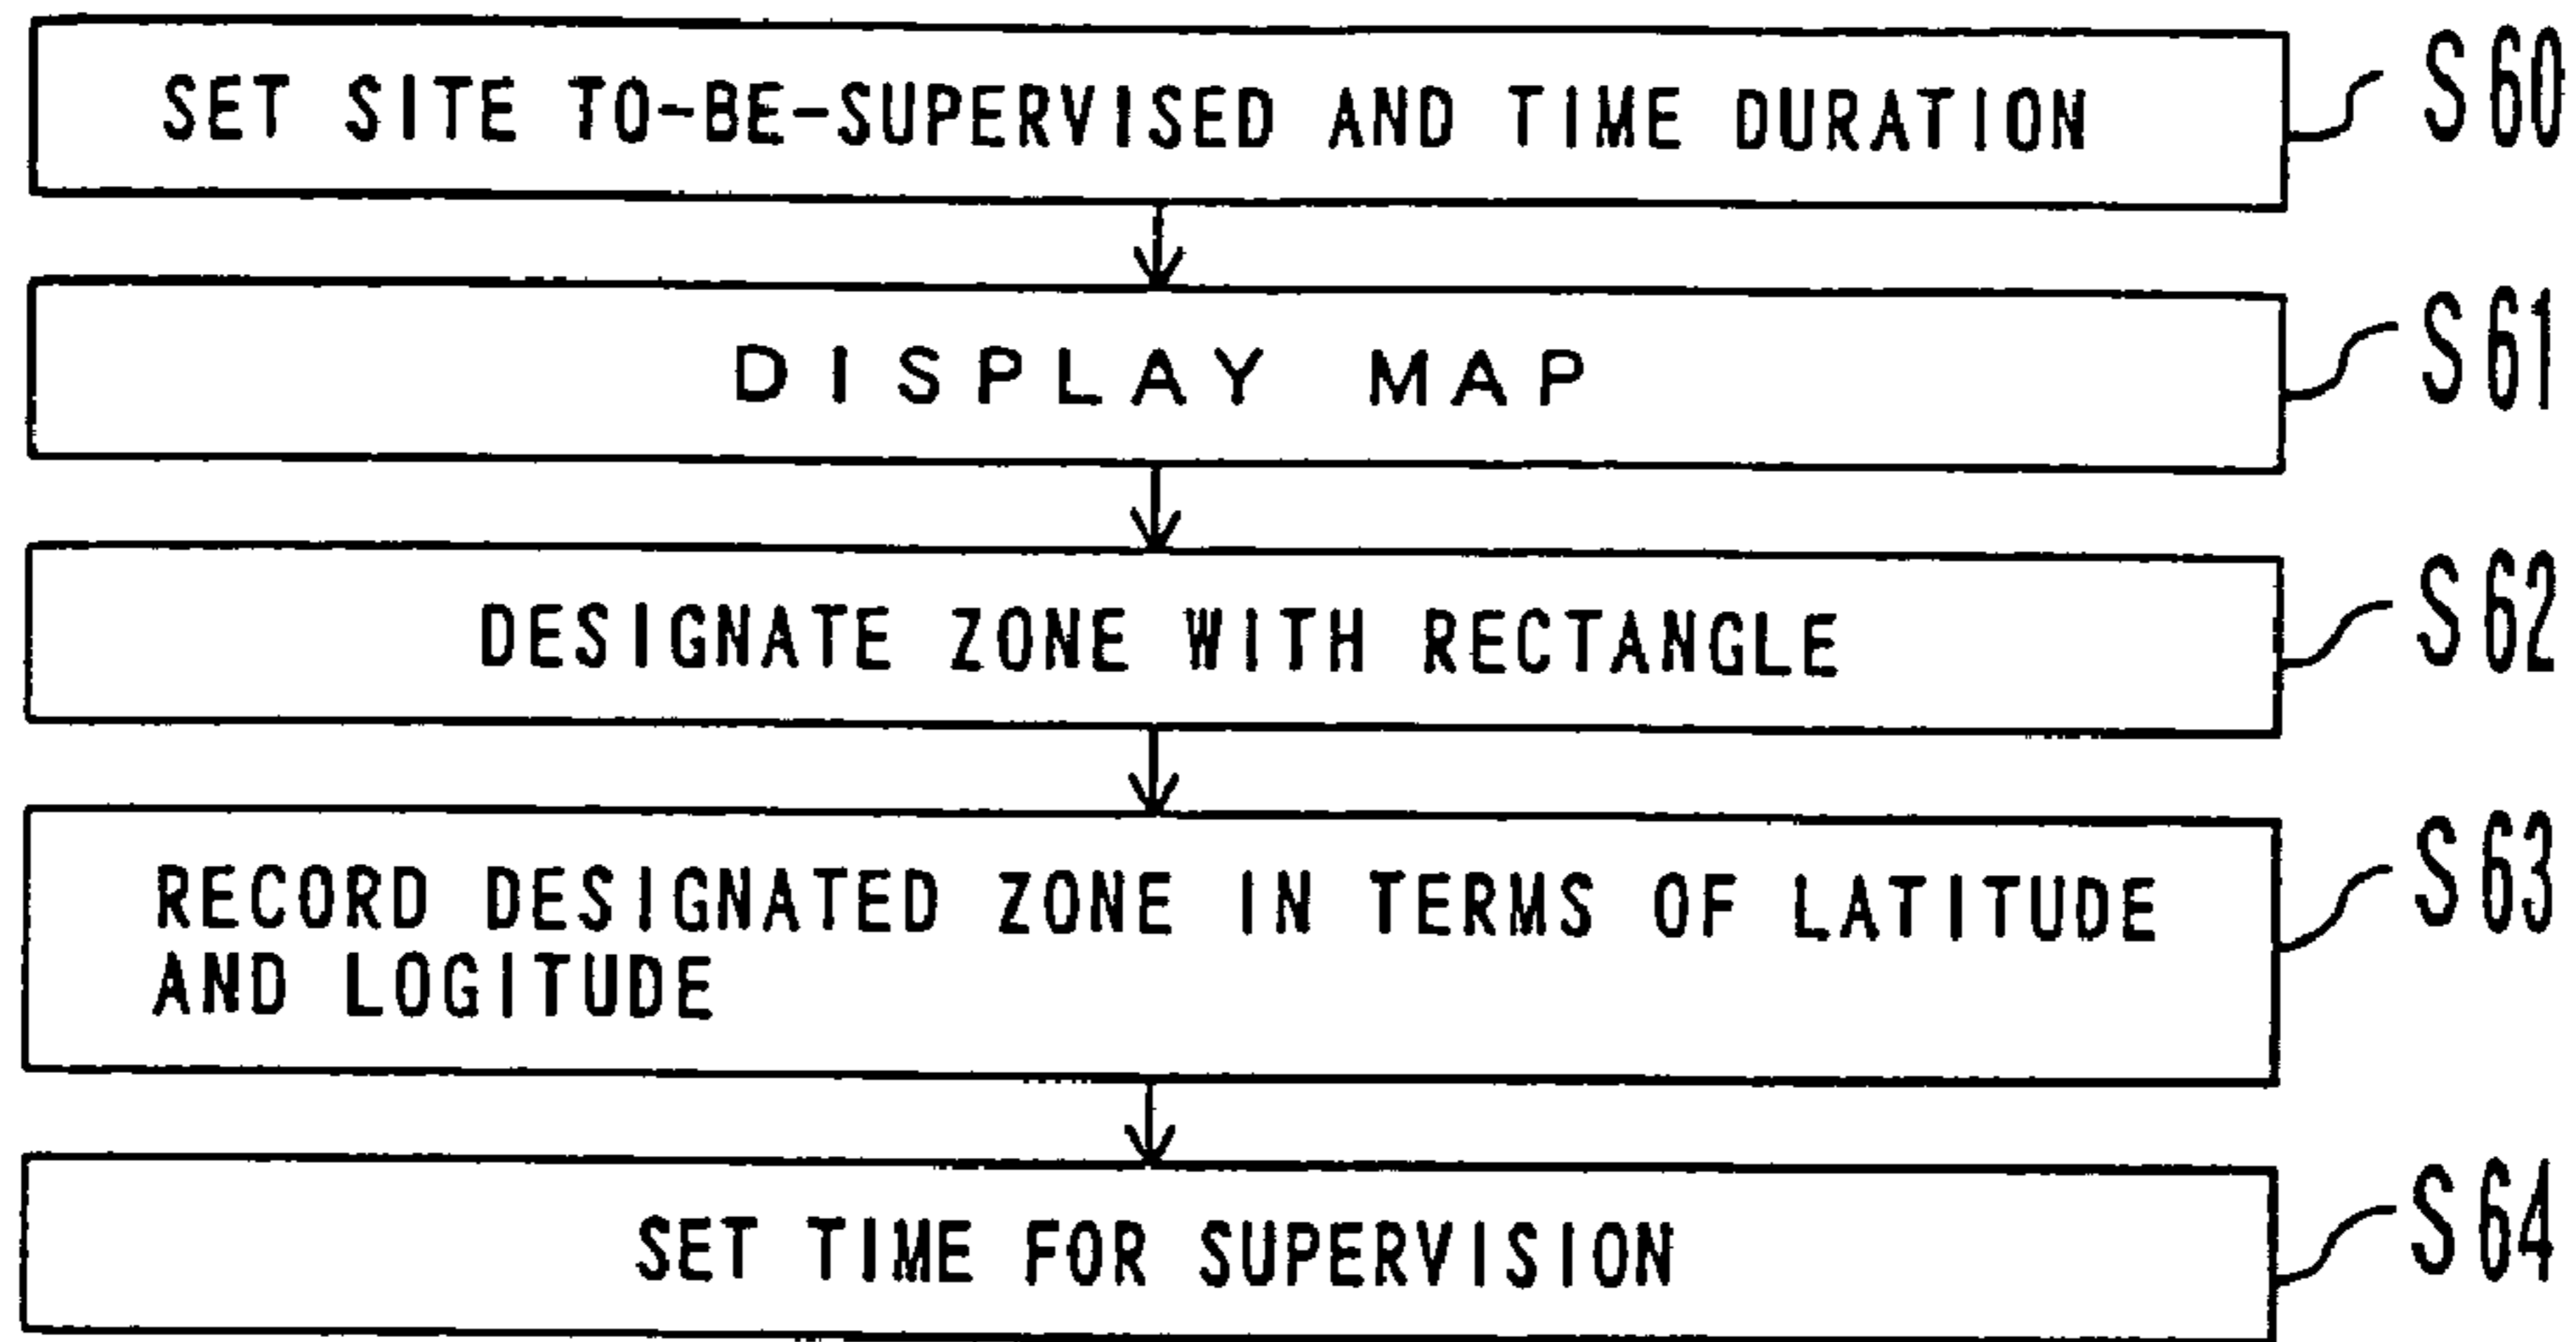 SET SITE TO-BE-SUPERVISED AND TIME DURATION
S60
DISPLAY MAP
S61
DESIGNATE ZONE WITH RECTANGLE
S62
RECORD DESIGNATED ZONE IN TERMS OF LATITUDE
AND LOGITUDE
S63
SET TIME FOR SUPERVISION
S64